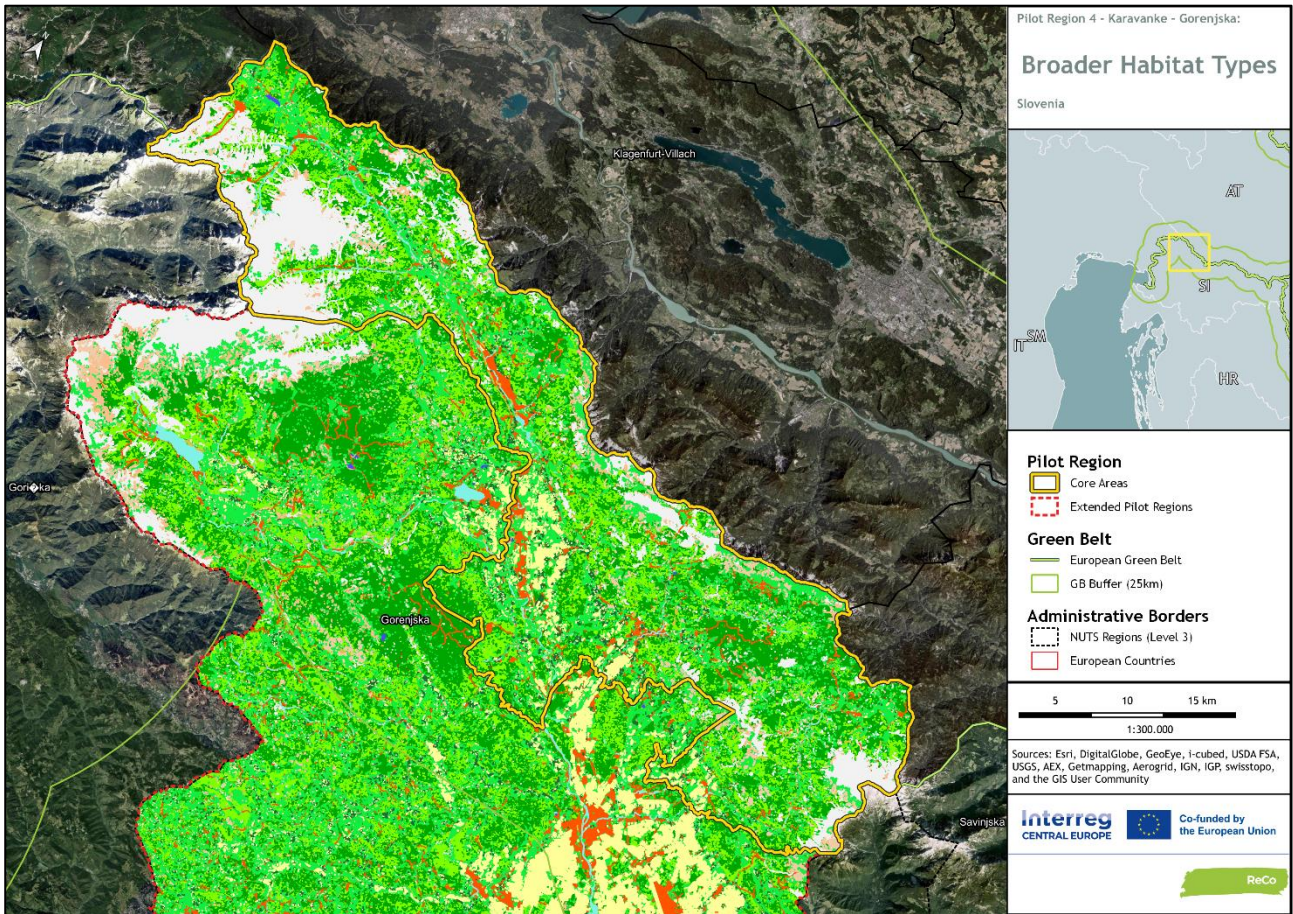 Pilot Region 4 - Karavanke - Gorenjska:
Broader Habitat Types
Slovenia
Klagenfurt-Villach
Gori�ka
Gorenjska
Savinjska
AT
SI
IT
SM
HR
Pilot Region
Core Areas
Extended Pilot Regions
Green Belt
European Green Belt
GB Buffer (25km)
Administrative Borders
NUTS Regions (Level 3)
European Countries
5 10 15 km
1:300.000
Sources: Esri, DigitalGlobe, GeoEye, i-cubed, USDA FSA,
USGS, AEX, Getmapping, Aerogrid, IGN, IGP, swisstopo,
and the GIS User Community
Interreg
CENTRAL EUROPE
Co-funded by
the European Union
ReCo